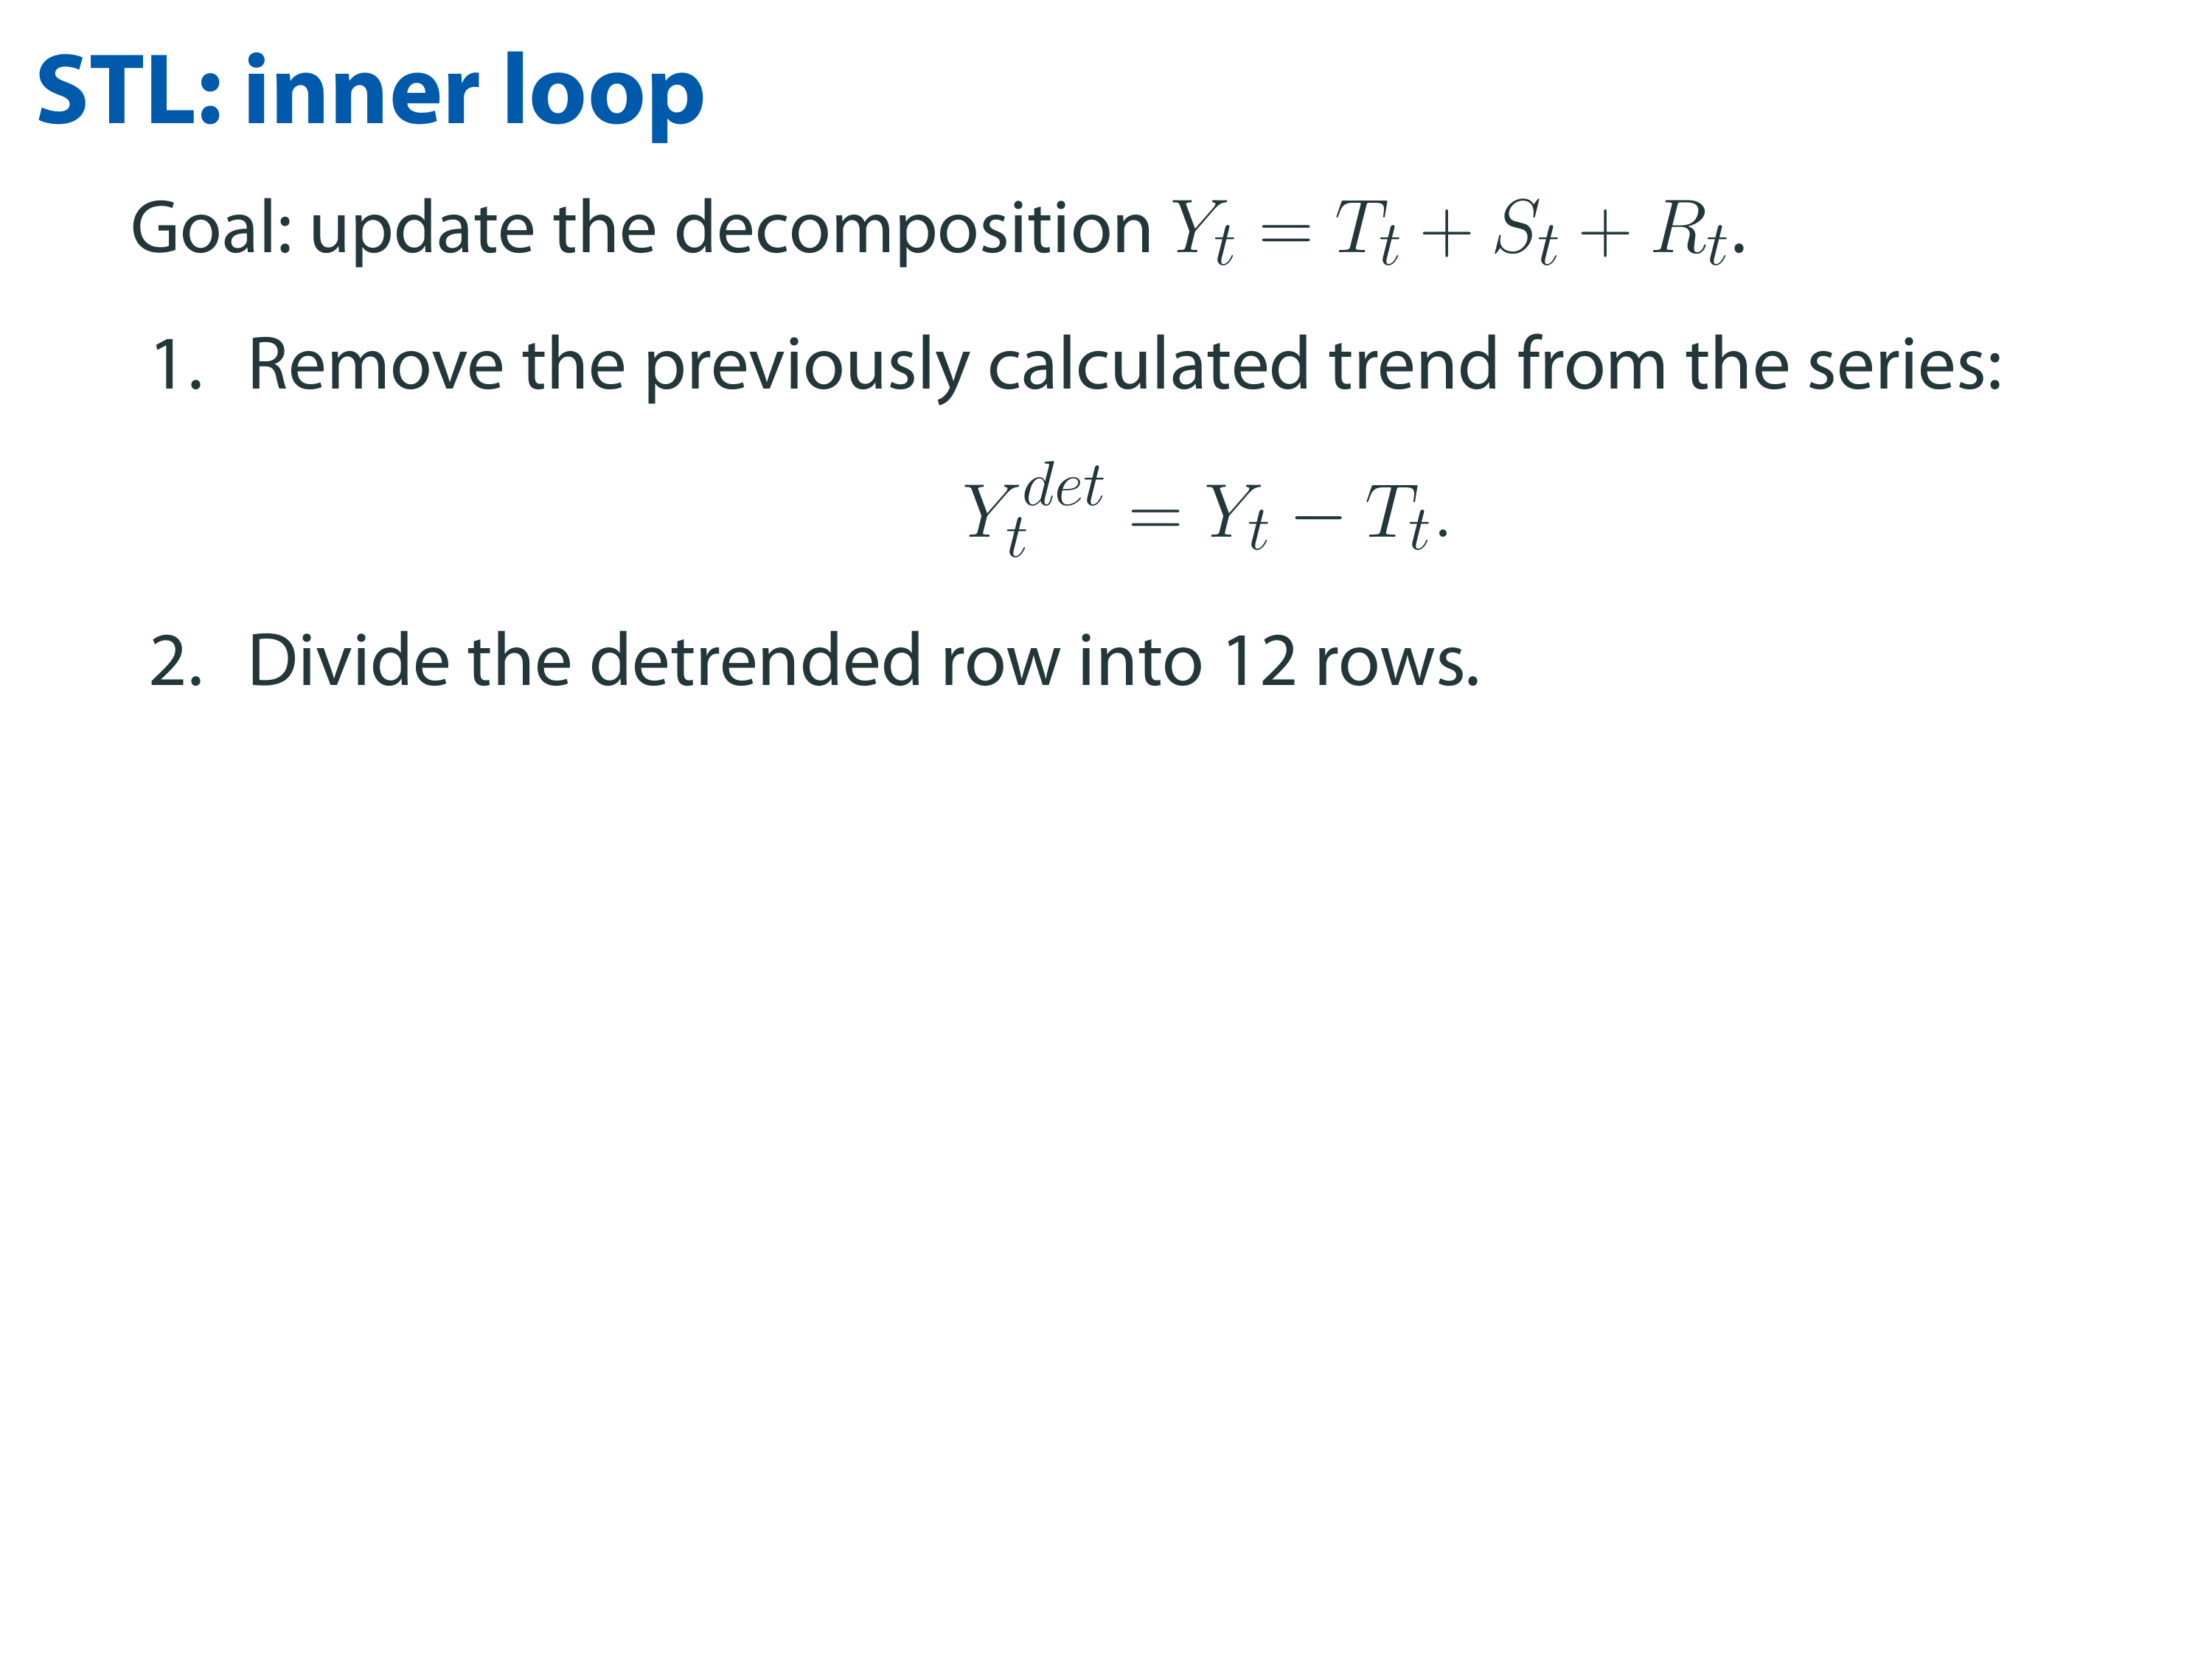 STL: inner loop
Goal: update the decomposition $Y_t = T_t + S_t + R_t$.
1. Remove the previously calculated trend from the series:
$Y_t^{det} = Y_t - T_t.$
2. Divide the detrended row into 12 rows.